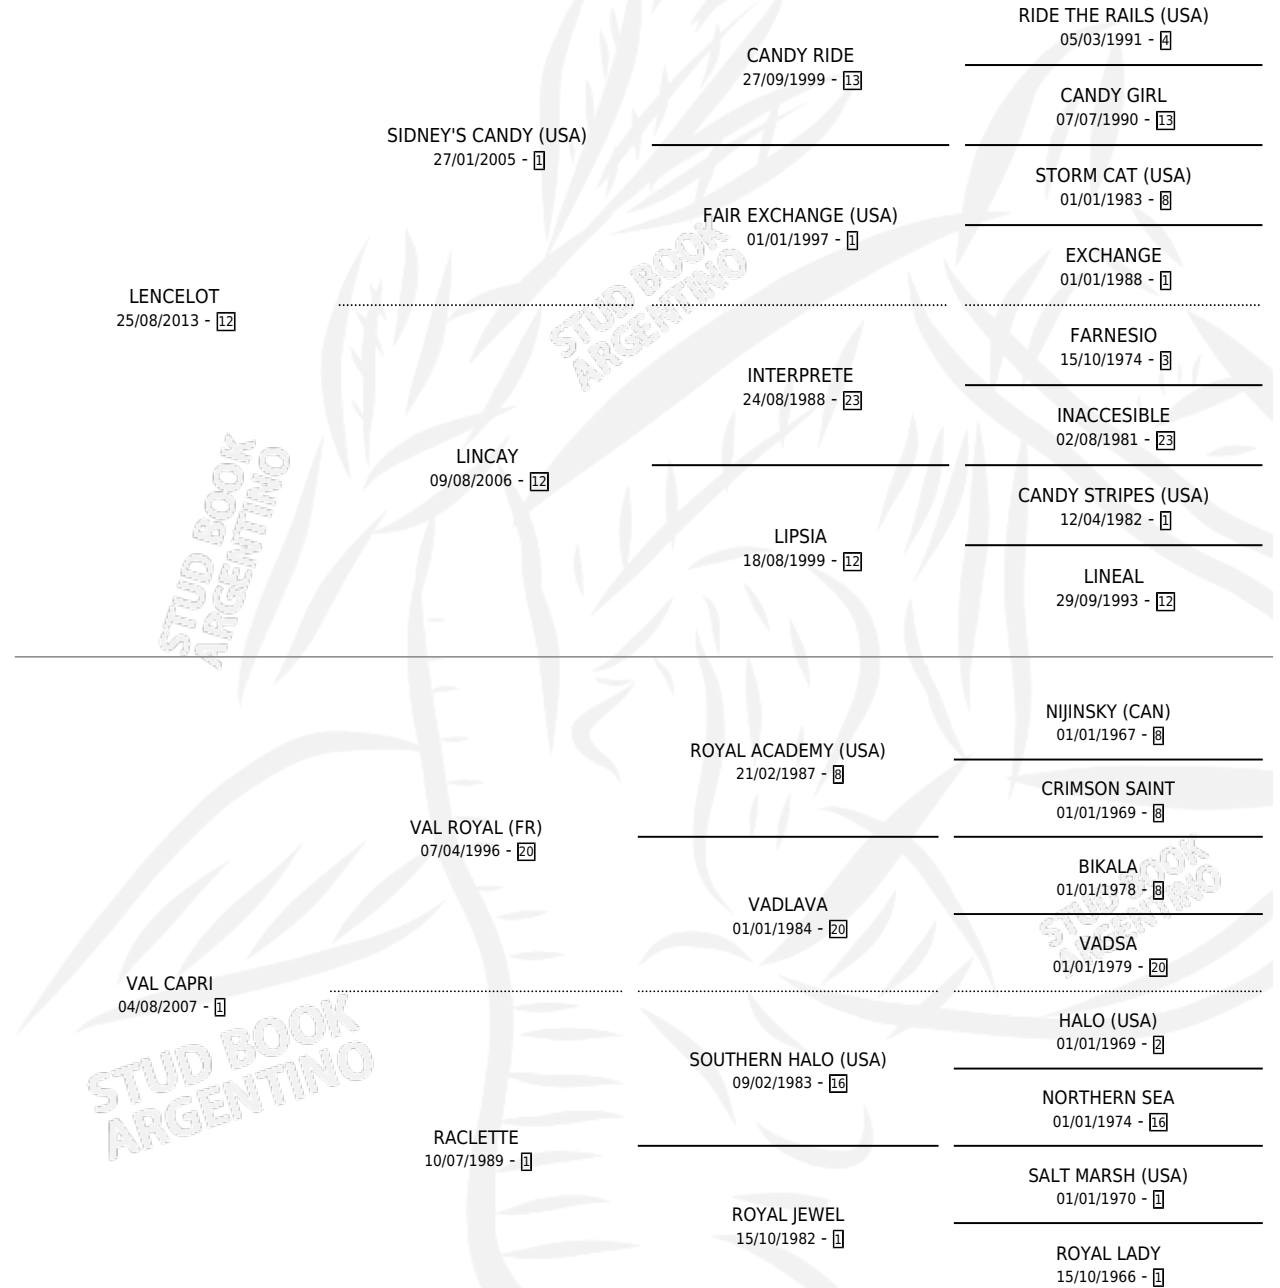 RIDE THE RAILS (USA)
05/03/1991 - 4
CANDY RIDE
27/09/1999 - 13
CANDY GIRL
07/07/1990 - 13
SIDNEY'S CANDY (USA)
27/01/2005 - 1
STORM CAT (USA)
01/01/1983 - 8
FAIR EXCHANGE (USA)
01/01/1997 - 1
EXCHANGE
01/01/1988 - 1
LENCELOT
25/08/2013 - 12
STUD BOOK
ARGENTINO
FARNESIO
15/10/1974 - 3
INTERPRETE
24/08/1988 - 23
INACCESIBLE
02/08/1981 - 23
LINCAY
09/08/2006 - 12
CANDY STRIPES (USA)
12/04/1982 - 1
LIPSIA
18/08/1999 - 12
LINEAL
29/09/1993 - 12
STUD BOOK
ARGENTINO
NIJINSKY (CAN)
01/01/1967 - 8
ROYAL ACADEMY (USA)
21/02/1987 - 8
CRIMSON SAINT
01/01/1969 - 8
VAL ROYAL (FR)
07/04/1996 - 20
BIKALA
01/01/1978 - 8
VADLAVA
01/01/1984 - 20
VADSA
01/01/1979 - 20
STUD BOOK
ARGENTINO
VAL CAPRI
04/08/2007 - 1
HALO (USA)
01/01/1969 - 2
SOUTHERN HALO (USA)
09/02/1983 - 16
NORTHERN SEA
01/01/1974 - 16
STUD BOOK
ARGENTINO
RACLETTE
10/07/1989 - 1
SALT MARSH (USA)
01/01/1970 - 1
ROYAL JEWEL
15/10/1982 - 1
ROYAL LADY
15/10/1966 - 1